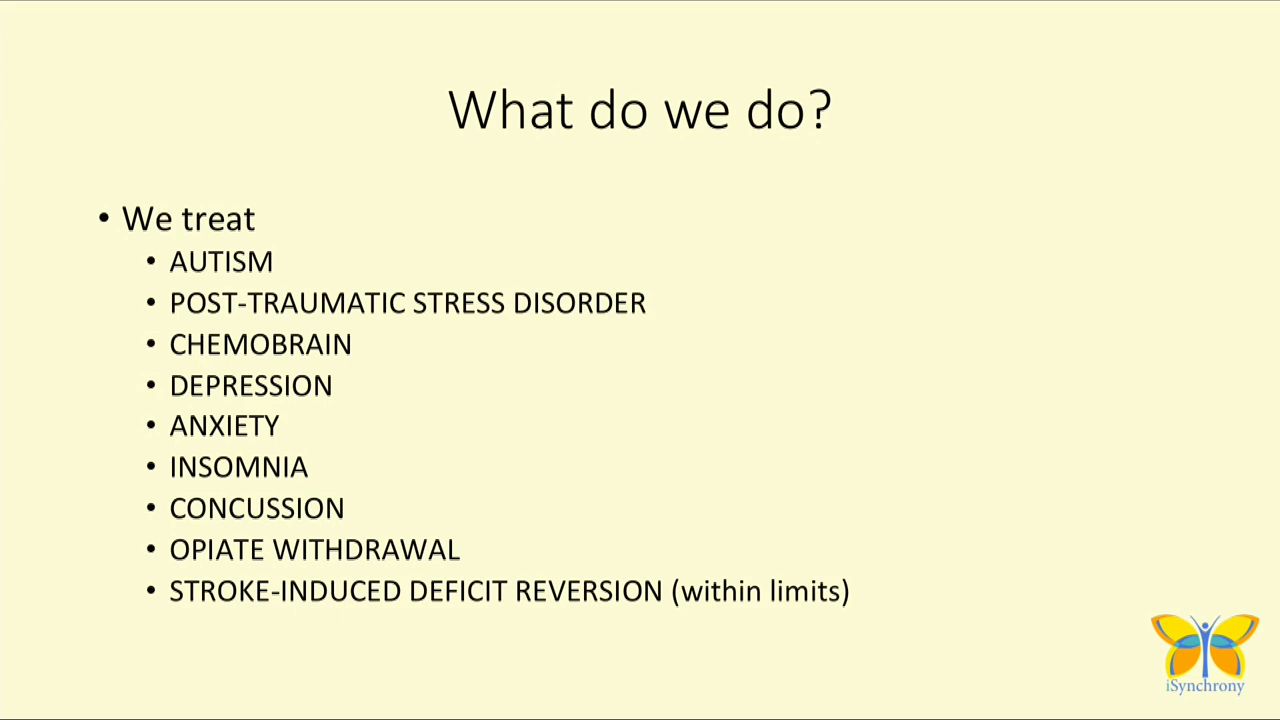 What do we do?
• We treat
• AUTISM
• POST-TRAUMATIC STRESS DISORDER
• CHEMOBRAIN
• DEPRESSION
• ANXIETY
• INSOMNIA
• CONCUSSION
• OPIATE WITHDRAWAL
• STROKE-INDUCED DEFICIT REVERSION (within limits)
iSynchrony